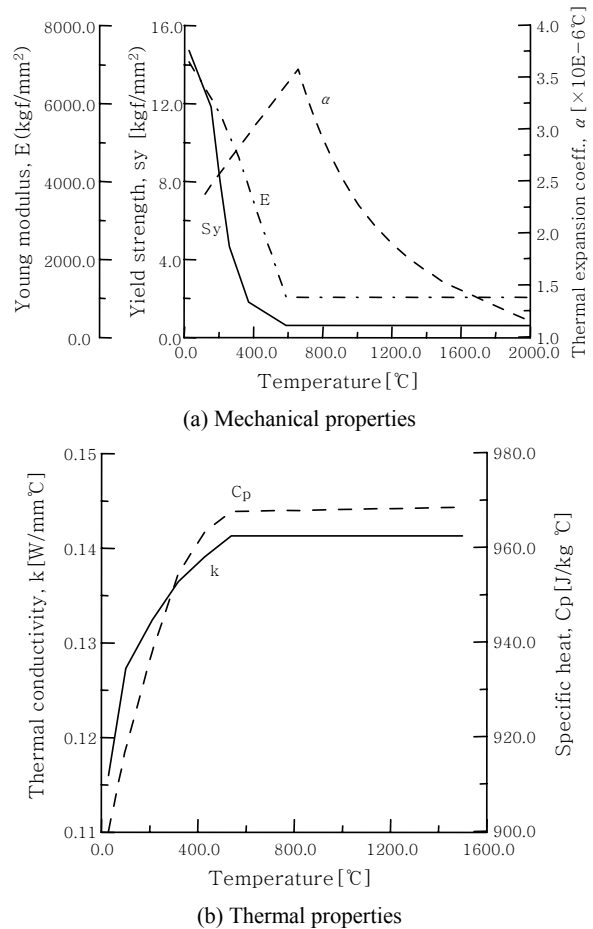 8000.0
6000.0
4000.0
2000.0
0.0
Young modulus, E(kgf/mm²)
16.0
12.0
8.0
4.0
0.0
Yield strength, sy [kgf/mm²)
α
E
Sy
4.0
3.5
3.0
2.5
2.0
1.5
1.0
Thermal expansion coeff., α [×10E−6℃]
0.0 400.0 800.0 1200.0 1600.0 2000.0
Temperature[℃]
(a) Mechanical properties
0.15
0.14
0.13
0.12
0.11
Thermal conductivity, k[W/mm℃]
Cp
k
980.0
960.0
940.0
920.0
900.0
Specific heat, Cp[J/kg ℃]
0.0 400.0 800.0 1200.0 1600.0
Temperature[℃]
(b) Thermal properties